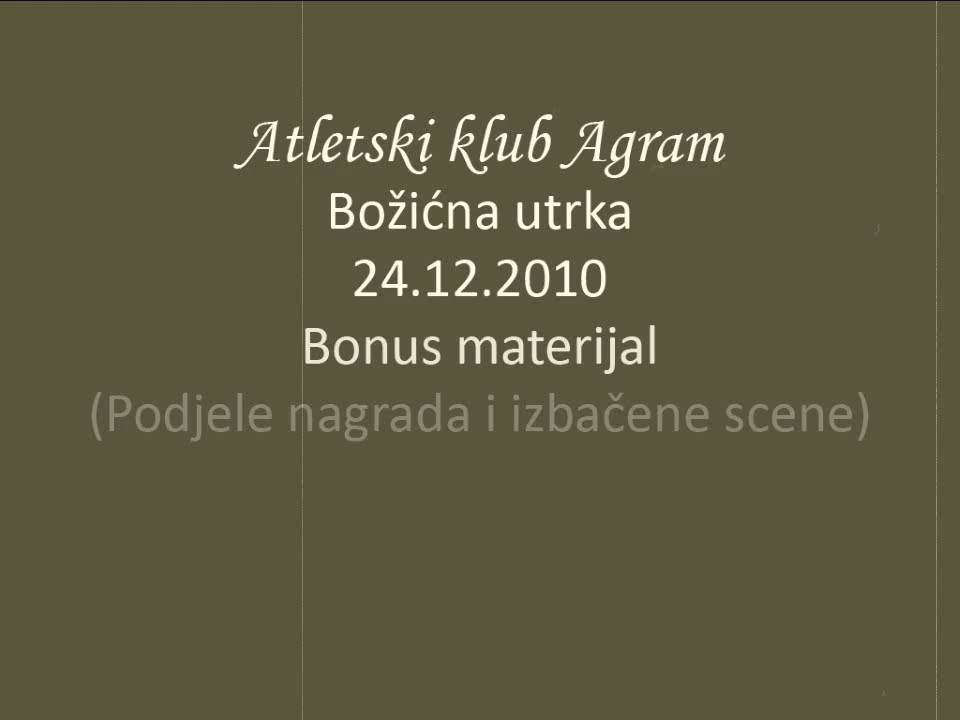 Atletski klub Agram
Božićna utrka
24.12.2010
Bonus materijal
(Podjele nagrada i izbačene scene)